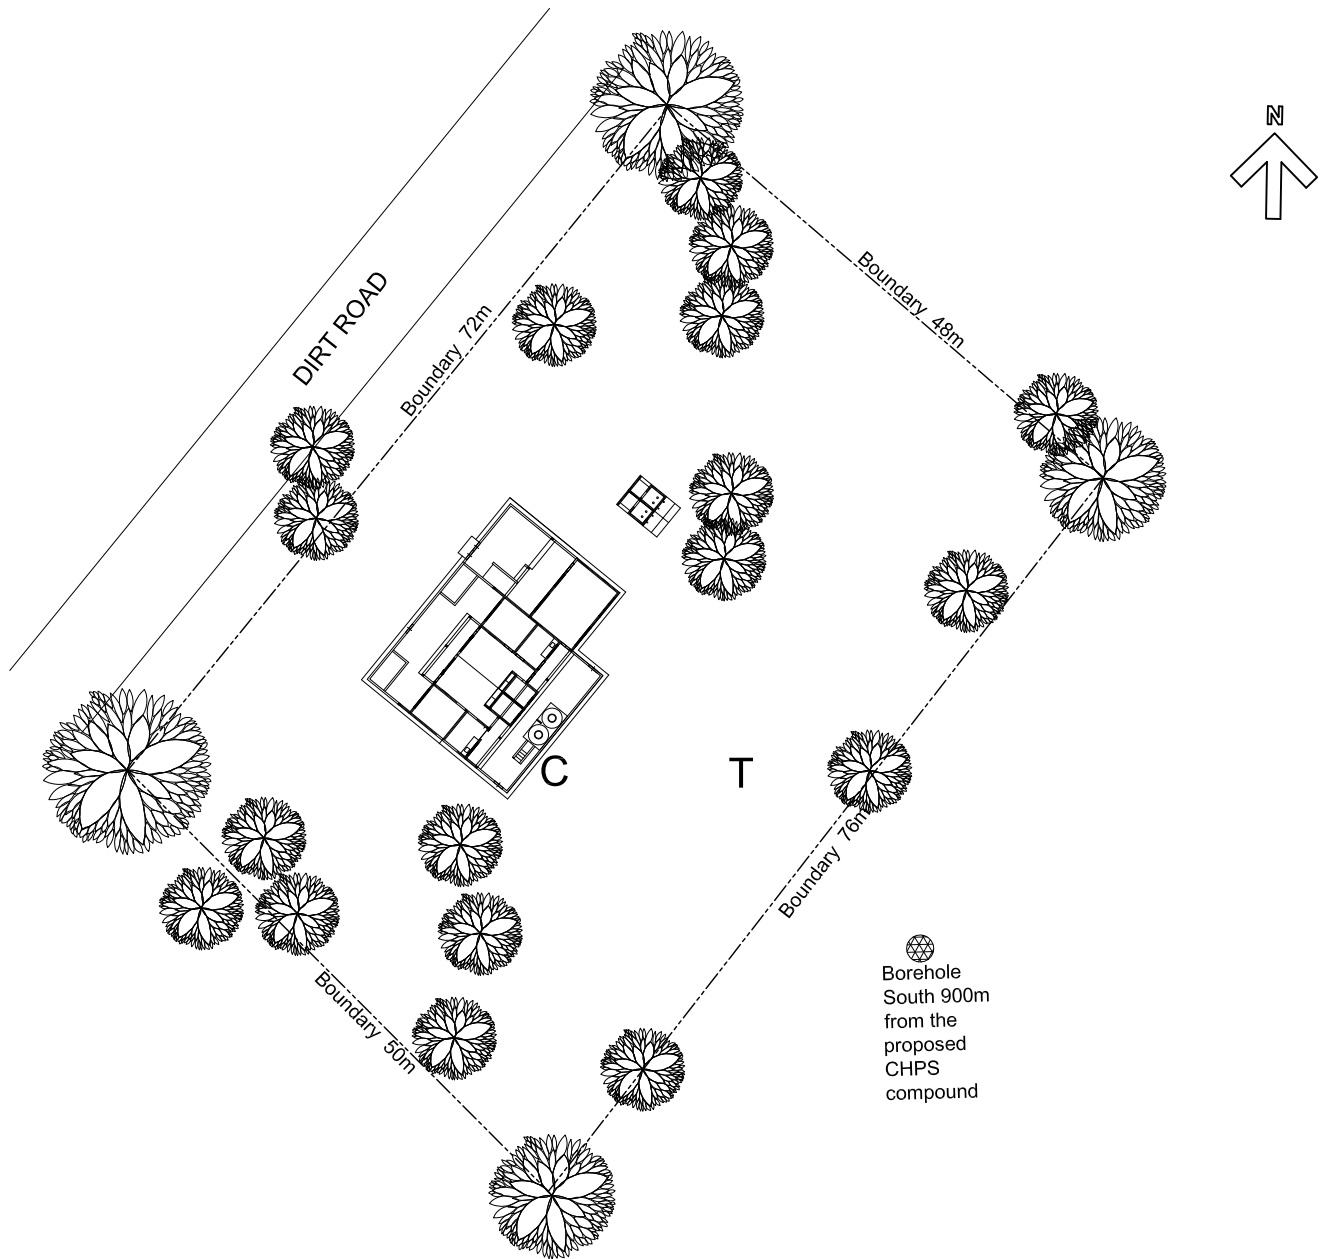 N
DIRT ROAD
Boundary 72m
Boundary 48m
C
T
Boundary 76m
Boundary 50m
Borehole
South 900m
from the
proposed
CHPS
compound